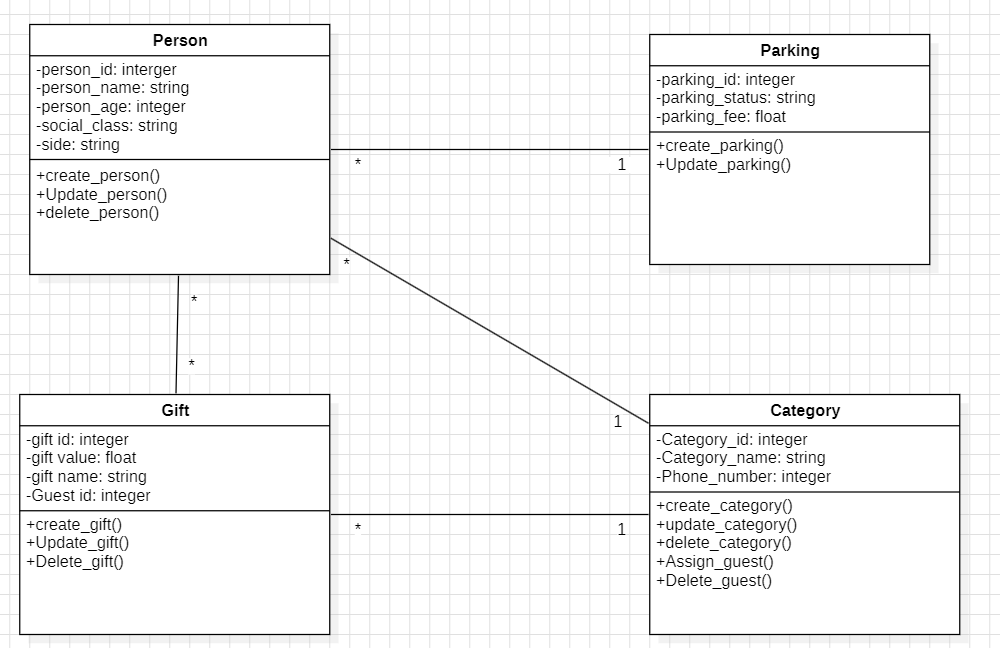 Person
-person_id: interger
-person_name: string
-person_age: integer
-social_class: string
-side: string
+create_person()
+Update_person()
+delete_person()
Parking
-parking_id: integer
-parking_status: string
-parking_fee: float
+create_parking()
+Update_parking()
*
1
*
1
*
*
Gift
-gift id: integer
-gift value: float
-gift name: string
-Guest id: integer
+create_gift()
+Update_gift()
+Delete_gift()
*
1
Category
-Category_id: integer
-Category_name: string
-Phone_number: integer
+create_category()
+update_category()
+delete_category()
+Assign_guest()
+Delete_guest()